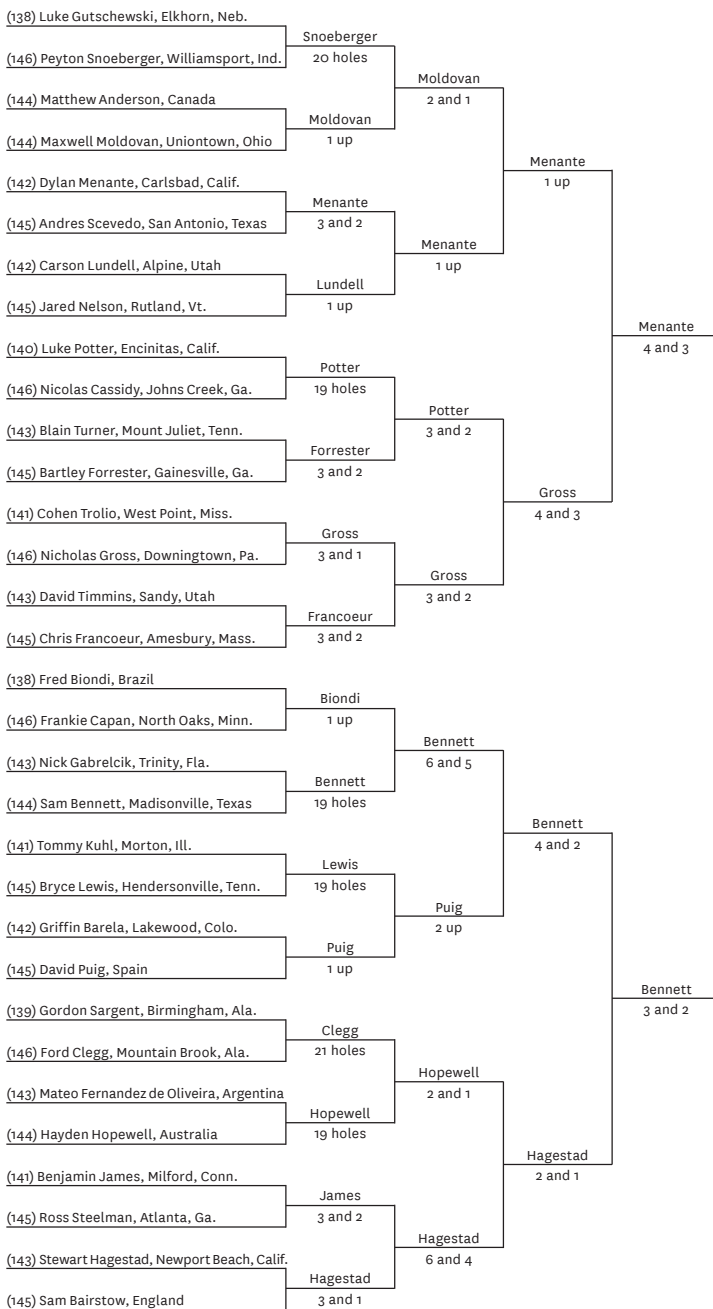 (138) Luke Gutschewski, Elkhorn, Neb.
Snoeberger
(146) Peyton Snoeberger, Williamsport, Ind.
20 holes
Moldovan
2 and 1
(144) Matthew Anderson, Canada
Moldovan
(144) Maxwell Moldovan, Uniontown, Ohio
1 up
Menante
1 up
(142) Dylan Menante, Carlsbad, Calif.
Menante
(145) Andres Scevedo, San Antonio, Texas
3 and 2
Menante
1 up
(142) Carson Lundell, Alpine, Utah
Lundell
(145) Jared Nelson, Rutland, Vt.
1 up
Menante
4 and 3
(140) Luke Potter, Encinitas, Calif.
Potter
(146) Nicolas Cassidy, Johns Creek, Ga.
19 holes
Potter
3 and 2
(143) Blain Turner, Mount Juliet, Tenn.
Forrester
(145) Bartley Forrester, Gainesville, Ga.
3 and 2
Gross
4 and 3
(141) Cohen Trolio, West Point, Miss.
Gross
(146) Nicholas Gross, Downingtown, Pa.
3 and 1
Gross
3 and 2
(143) David Timmins, Sandy, Utah
Francoeur
(145) Chris Francoeur, Amesbury, Mass.
3 and 2
(138) Fred Biondi, Brazil
Biondi
(146) Frankie Capan, North Oaks, Minn.
1 up
Bennett
6 and 5
(143) Nick Gabrelcik, Trinity, Fla.
Bennett
(144) Sam Bennett, Madisonville, Texas
19 holes
Bennett
4 and 2
(141) Tommy Kuhl, Morton, Ill.
Lewis
(145) Bryce Lewis, Hendersonville, Tenn.
19 holes
Puig
2 up
(142) Griffin Barela, Lakewood, Colo.
Puig
(145) David Puig, Spain
1 up
Bennett
3 and 2
(139) Gordon Sargent, Birmingham, Ala.
Clegg
(146) Ford Clegg, Mountain Brook, Ala.
21 holes
Hopewell
2 and 1
(143) Mateo Fernandez de Oliveira, Argentina
Hopewell
(144) Hayden Hopewell, Australia
19 holes
Hagestad
2 and 1
(141) Benjamin James, Milford, Conn.
James
(145) Ross Steelman, Atlanta, Ga.
3 and 2
Hagestad
6 and 4
(143) Stewart Hagestad, Newport Beach, Calif.
Hagestad
(145) Sam Bairstow, England
3 and 1